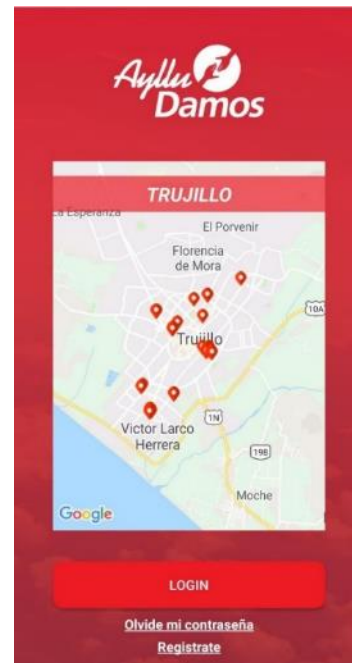 Ayllu
Damos
TRUJILLO
La Esperanza
El Porvenir
Florencia
de Mora
10A
Trujillo
1N
Victor Larco
Herrera
19B
Moche
Google
LOGIN
Olvide mi contraseña
Registrate